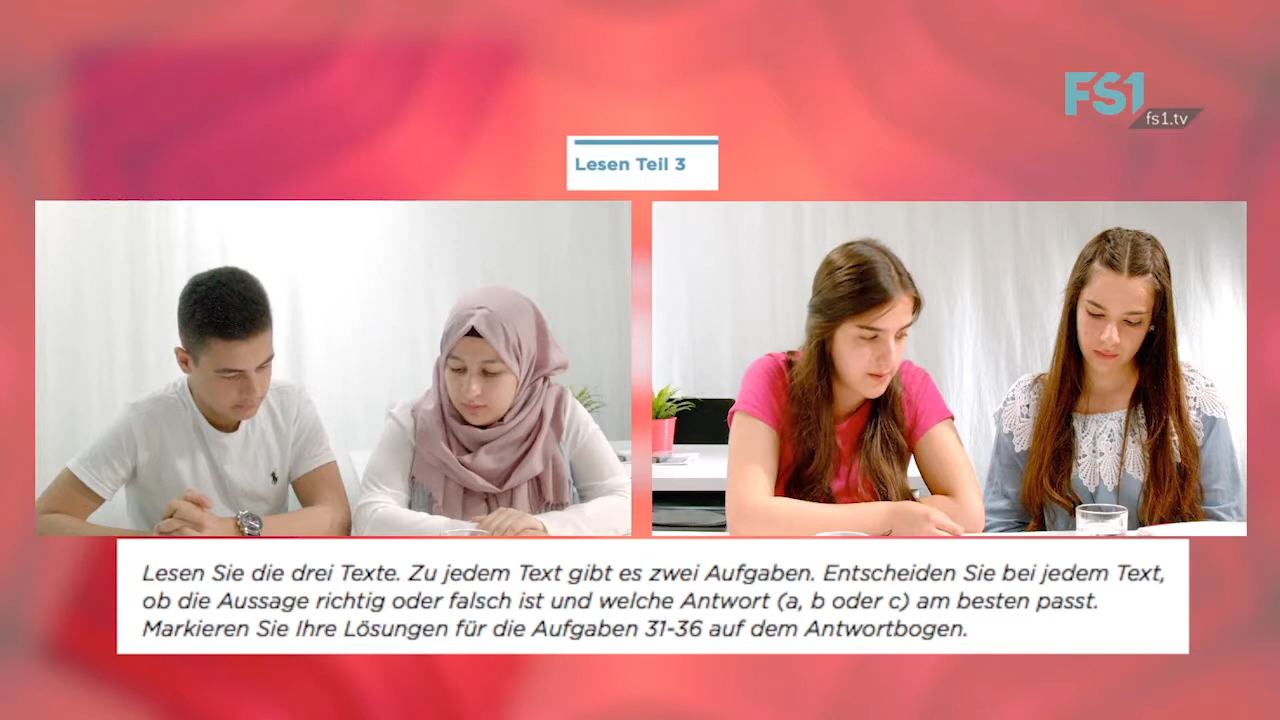 FS1
fs1.tv
Lesen Teil 3
Lesen Sie die drei Texte. Zu jedem Text gibt es zwei Aufgaben. Entscheiden Sie bei jedem Text,
ob die Aussage richtig oder falsch ist und welche Antwort (a, b oder c) am besten passt.
Markieren Sie Ihre Lösungen für die Aufgaben 31-36 auf dem Antwortbogen.